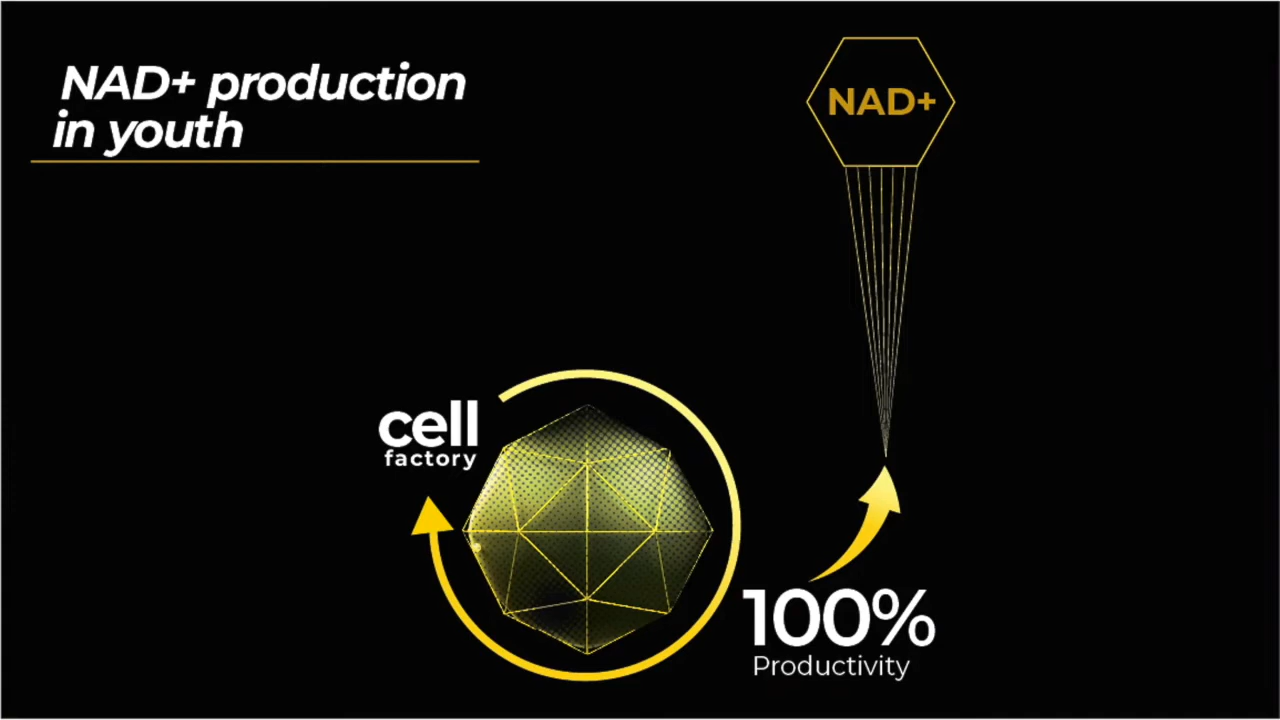 NAD+ production
in youth
NAD+
cell
factory
100%
Productivity